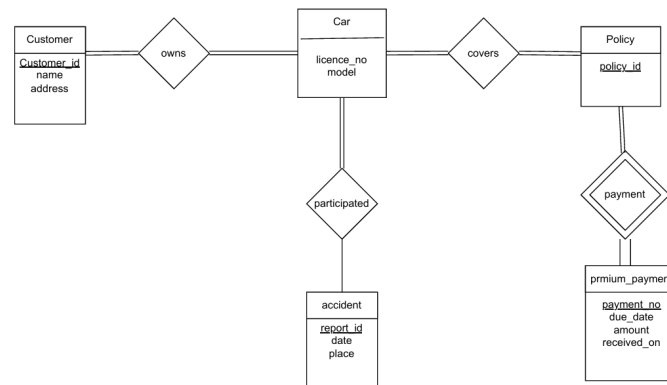 Customer
Customer_id
name
address
owns
Car
licence_no
model
covers
Policy
policy_id
participated
payment
accident
report_id
date
place
prmium_paymen
payment_no
due_date
amount
received_on